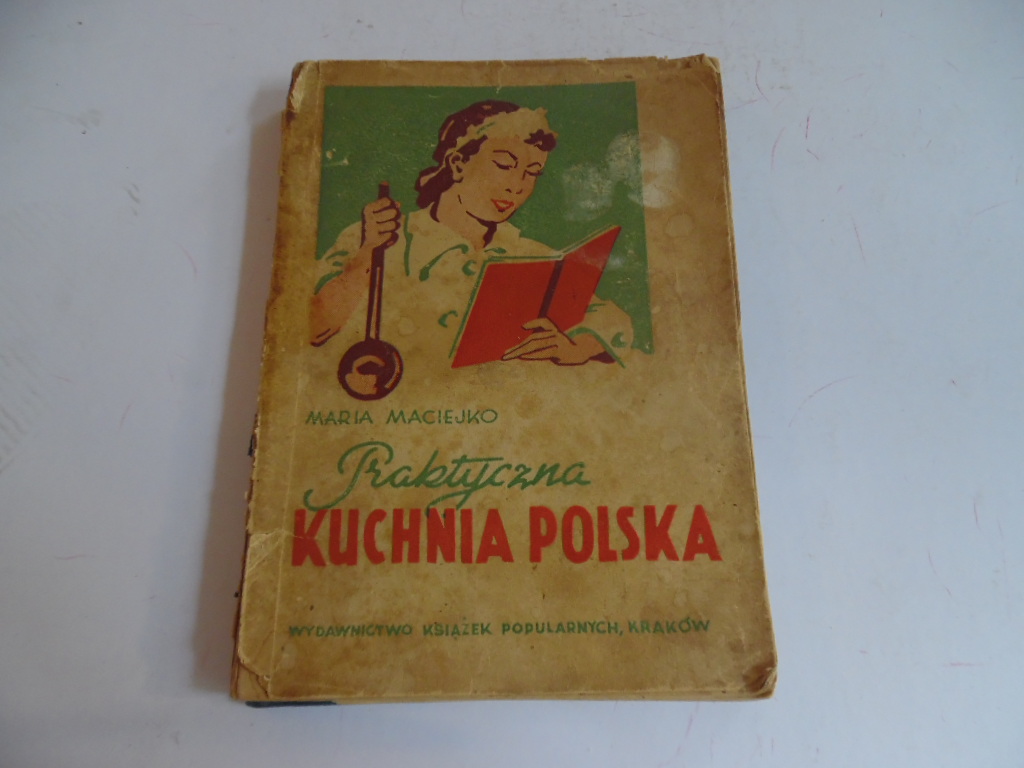 MARIA MACIEJKO
Praktyczna
KUCHNIA POLSKA
WYDAWNICTWO KSIĄŻEK POPULARNYCH, KRAKÓW